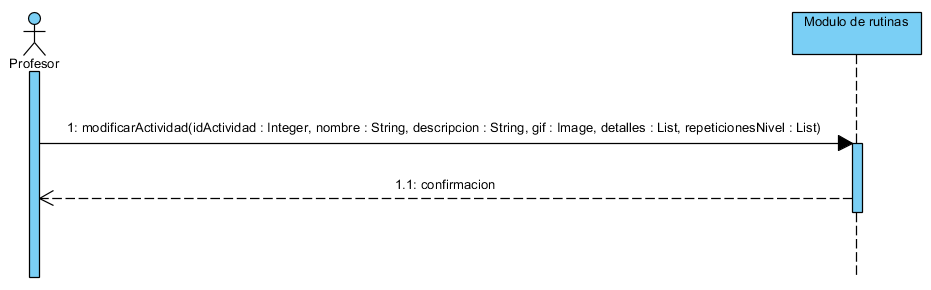 Modulo de rutinas
Profesor
1: modificarActividad(idActividad : Integer, nombre : String, descripcion : String, gif : Image, detalles : List, repeticionesNivel : List)
1.1: confirmacion